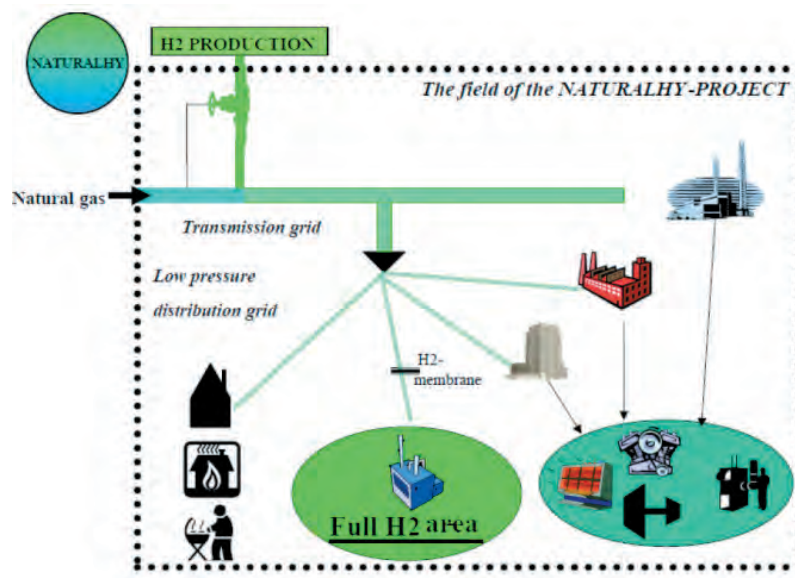 H2 PRODUCTION
NATURALHY
The field of the NATURALHY-PROJECT
Natural gas
Transmission grid
Low pressure
distribution grid
H2-
membrane
Full H2 area